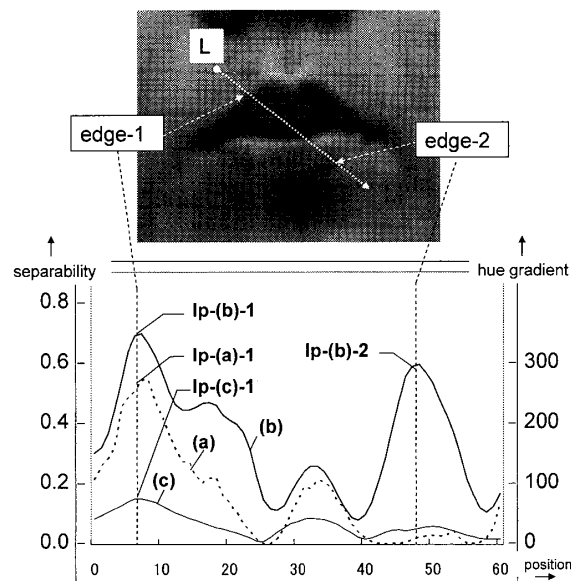 L
edge-1
edge-2
separability
hue gradient
0.8
0.6
0.4
0.2
0.0
lp-(b)-1
lp-(a)-1
lp-(c)-1
lp-(b)-2
(b)
(a)
(c)
300
200
100
0
0 10 20 30 40 50 60
position